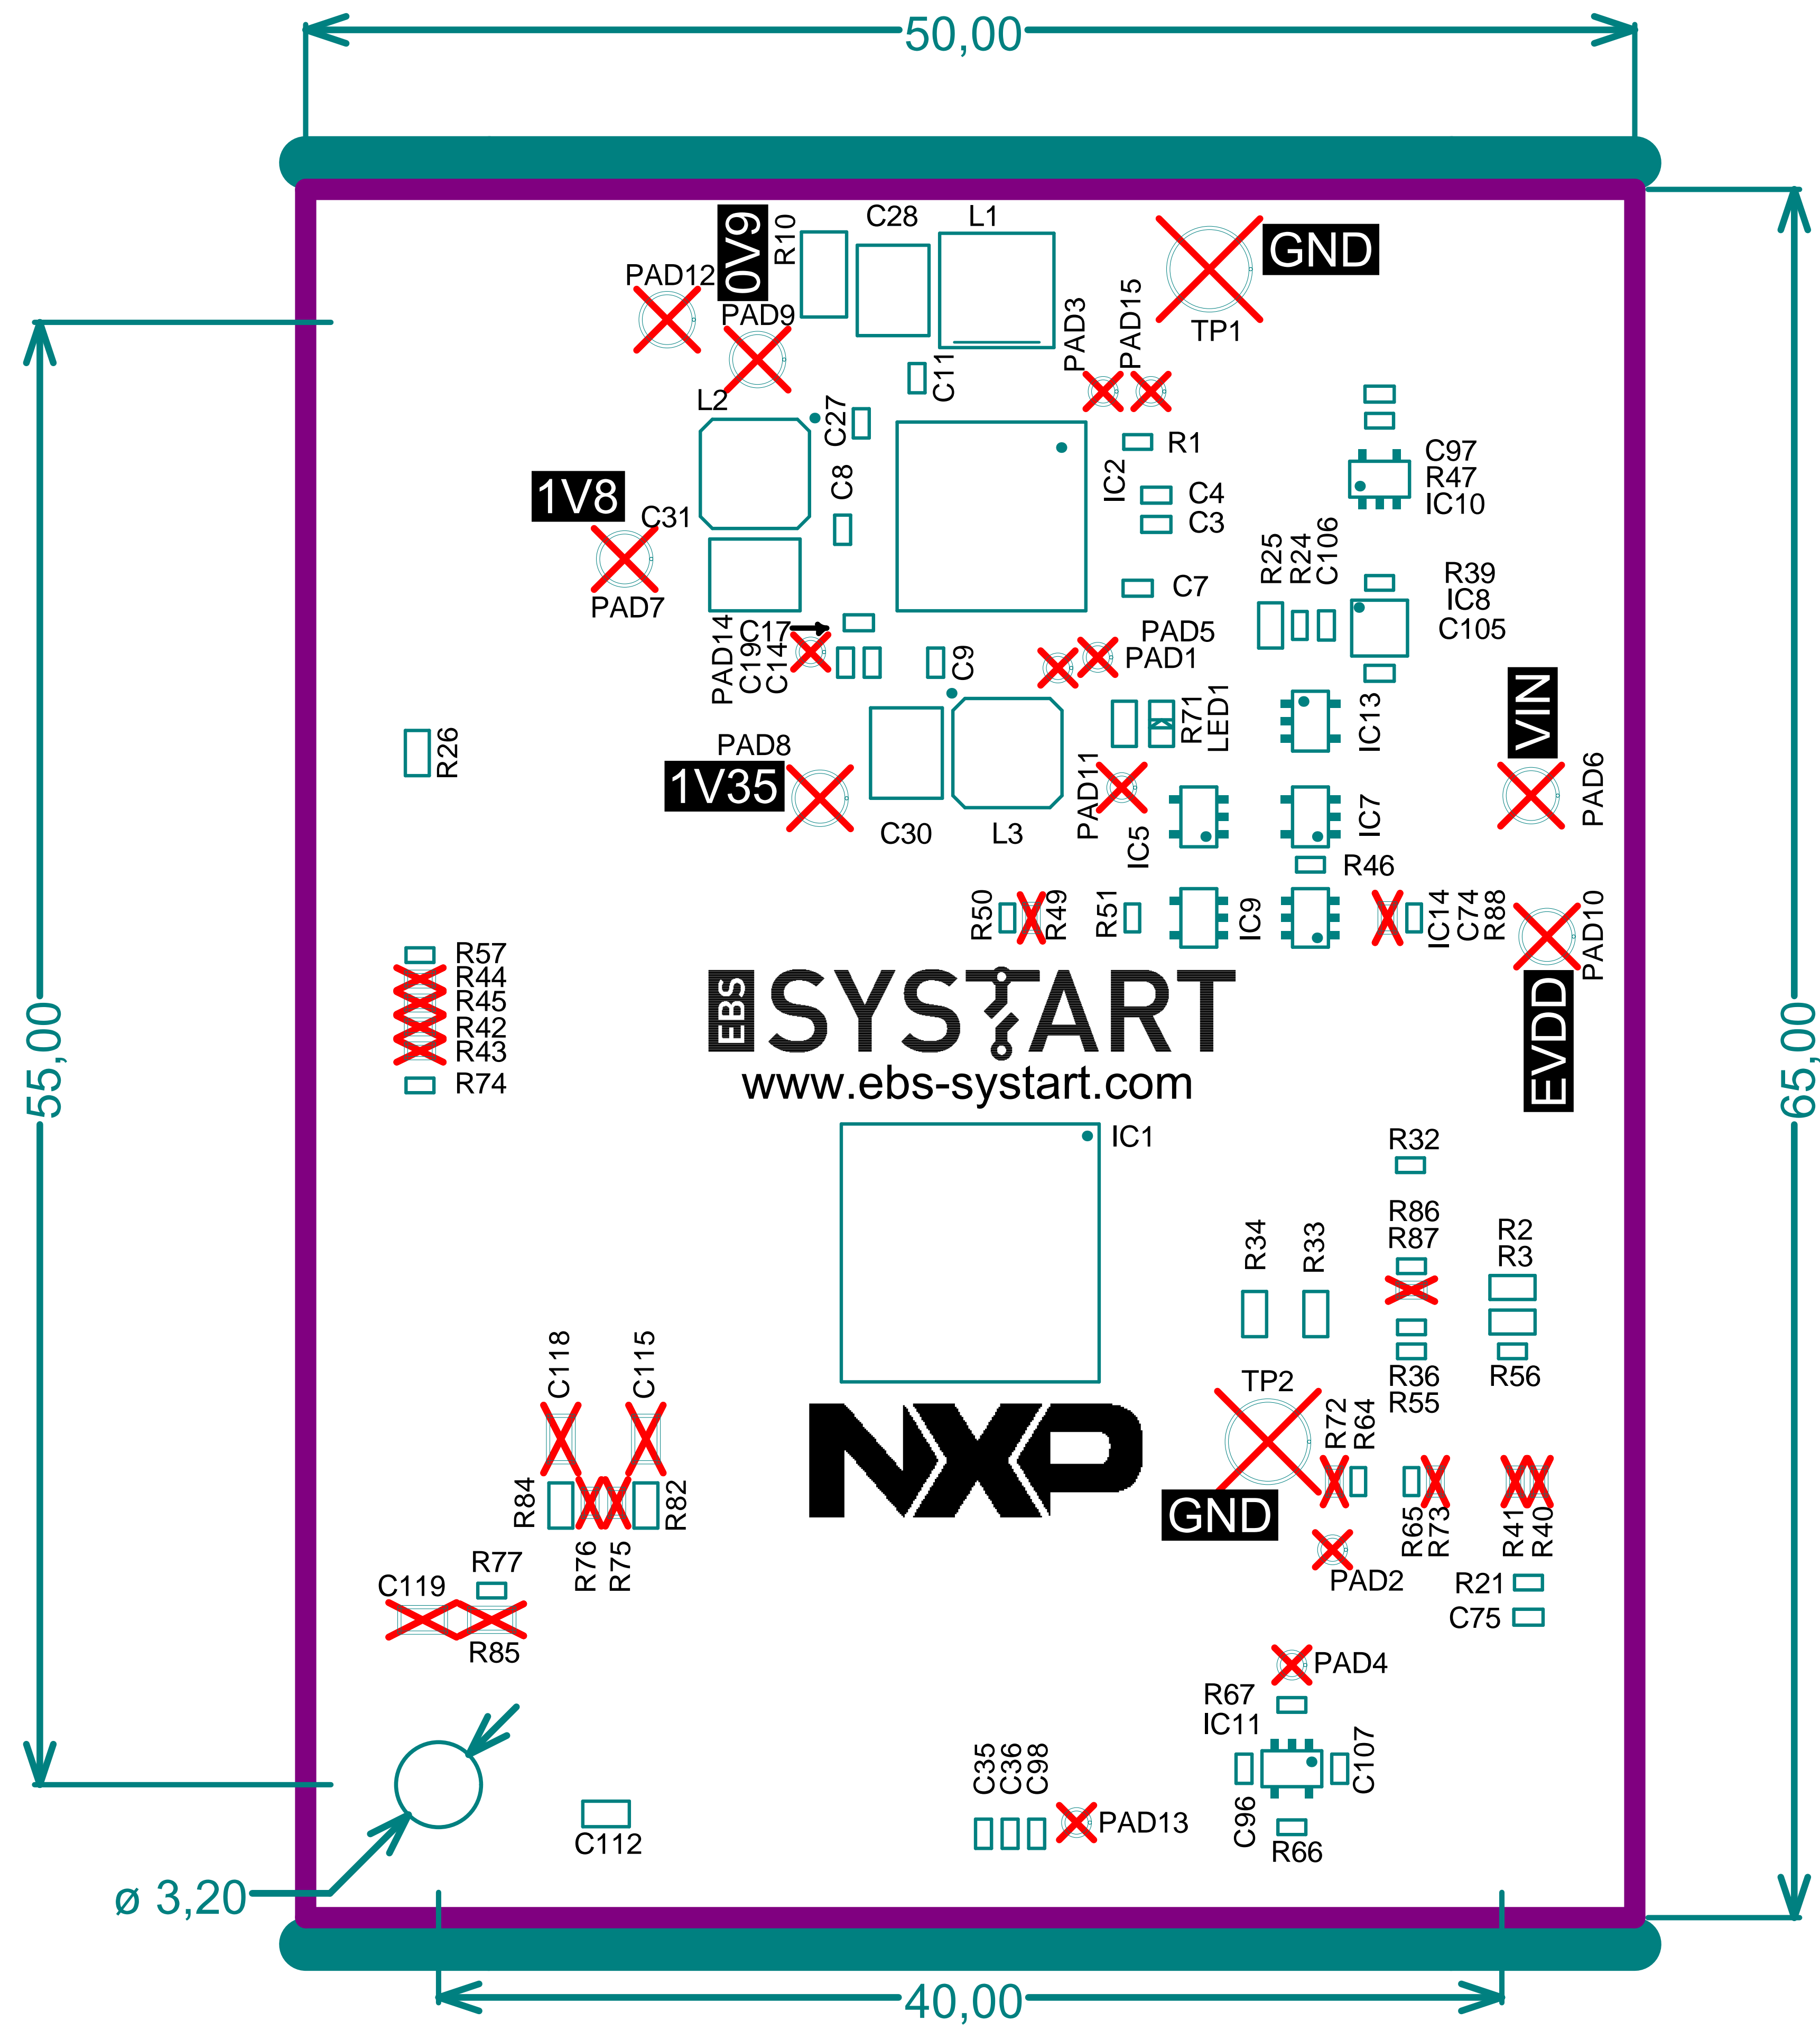 50,00
0V9
R10
C28
L1
GND
PAD12
PAD9
PAD3
PAD15
TP1
L2
C27
C11
R1
C97
R47
IC10
1V8
C31
C8
IC2
C4
C3
PAD7
C7
R25
R24
C106
R39
IC8
C105
PAD14
C17
C19
C14
C9
PAD5
PAD1
R26
PAD8
1V35
R71
LED1
IC13
VIN
PAD6
C30
L3
PAD11
IC5
IC7
R46
R50
R49
R51
IC9
IC14
C74
R88
PAD10
R57
R44
R45
R42
R43
R74
EBS SYSTART
www.ebs-systart.com
EVDD
55,00
65,00
IC1
R32
R86
R87
R2
R3
R34
R33
R36
R55
R56
C118
C115
TP2
R72
R64
NXP
GND
R84
R82
R76
R75
R65
R73
R41
R40
R77
C119
R85
PAD2
R21
C75
PAD4
R67
IC11
C35
C36
C98
C107
PAD13
C96
R66
C112
ø 3,20
40,00